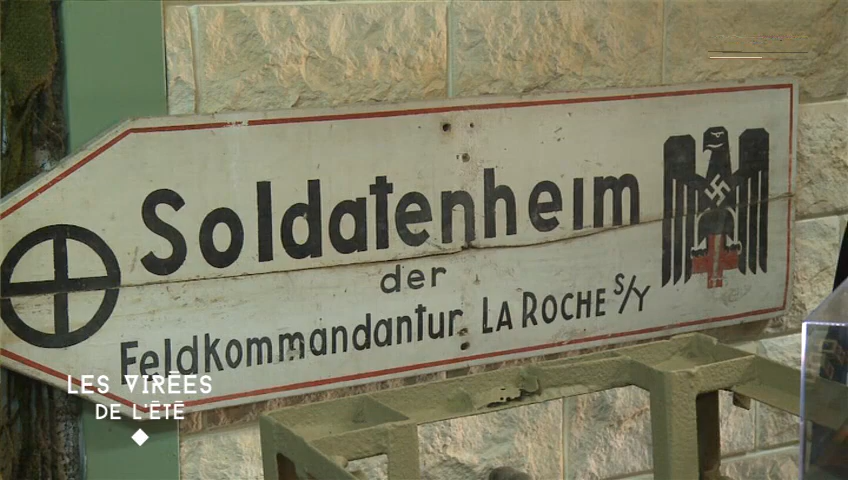 Soldatenheim
der
Feldkommandantur LA ROCHE S/Y
LES VIRÉES
DE L'ÉTÉ